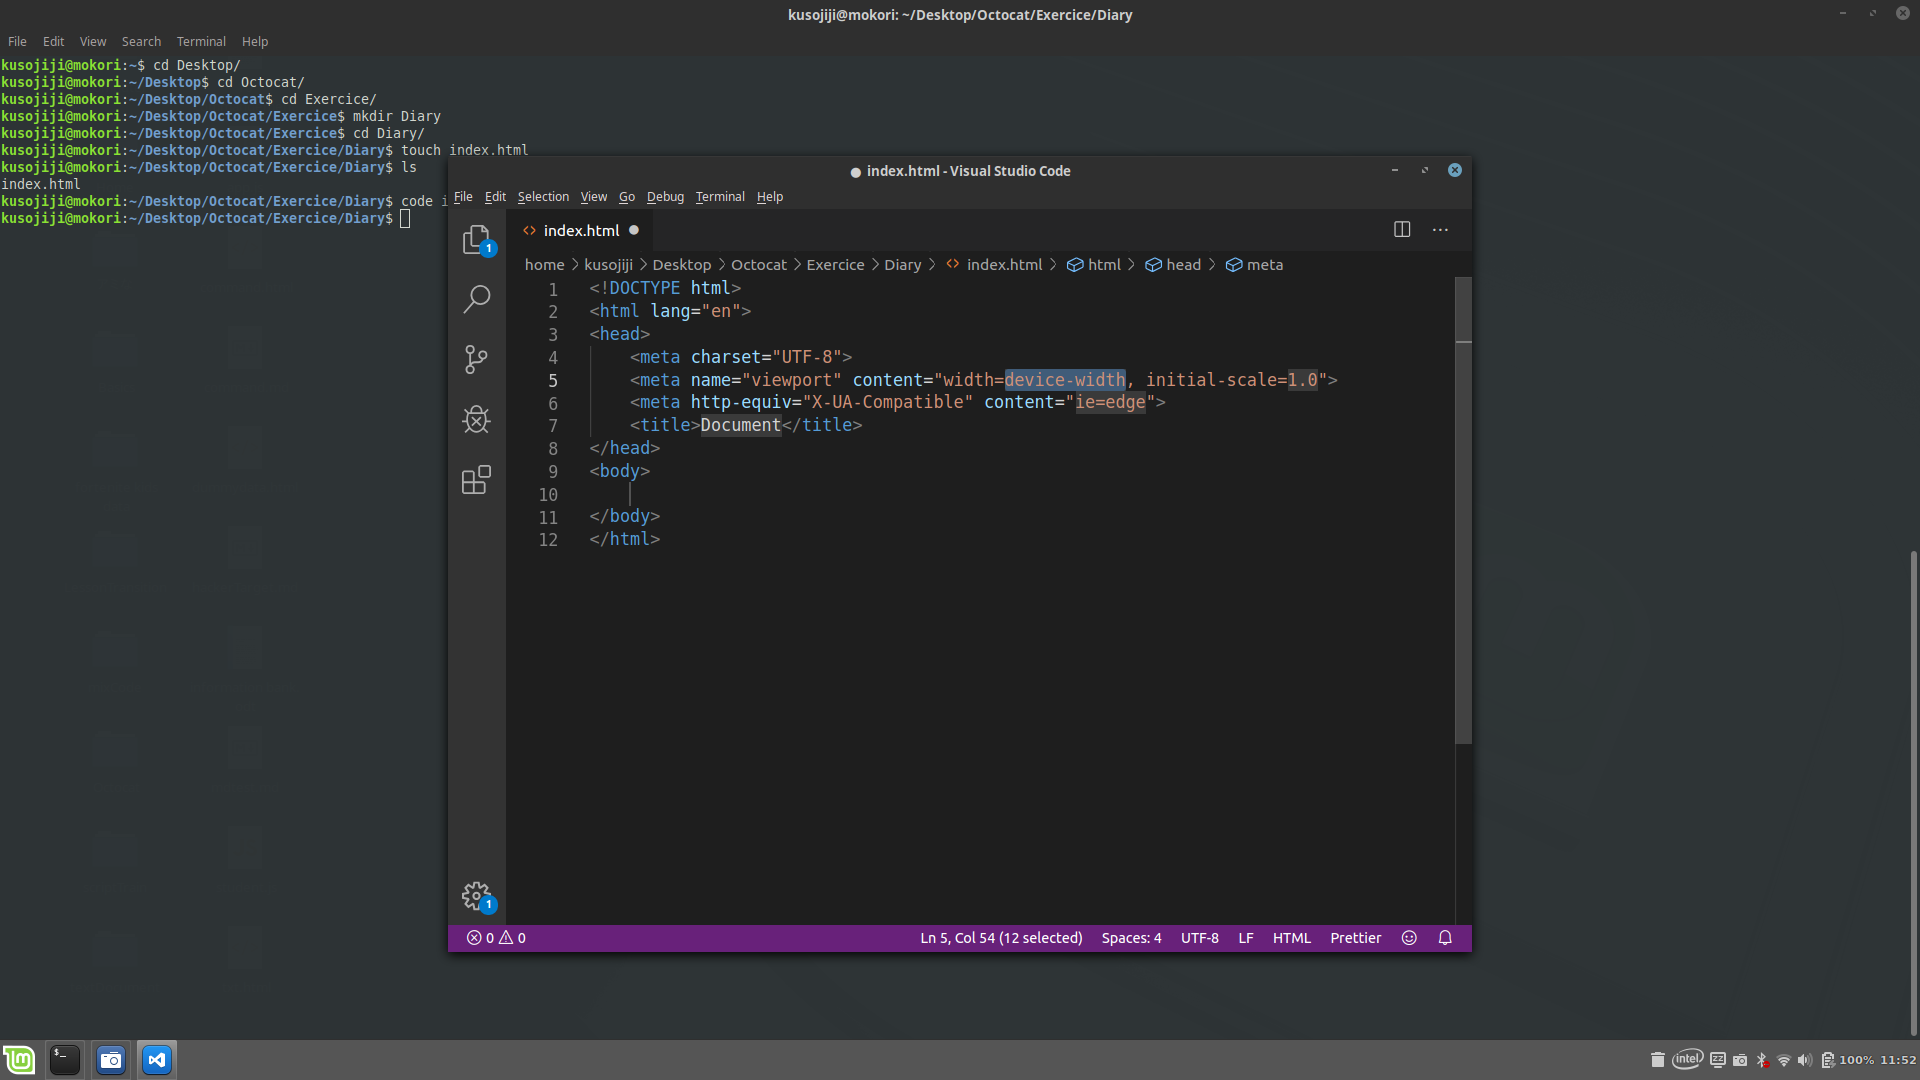 kusojiji@mokori: ~/Desktop/Octocat/Exercice/Diary
File Edit View Search Terminal Help
kusojiji@mokori:~$ cd Desktop/
kusojiji@mokori:~/Desktop$ cd Octocat/
kusojiji@mokori:~/Desktop/Octocat$ cd Exercice/
kusojiji@mokori:~/Desktop/Octocat/Exercice$ mkdir Diary
kusojiji@mokori:~/Desktop/Octocat/Exercice$ cd Diary/
kusojiji@mokori:~/Desktop/Octocat/Exercice/Diary$ touch index.html
kusojiji@mokori:~/Desktop/Octocat/Exercice/Diary$ ls
index.html
kusojiji@mokori:~/Desktop/Octocat/Exercice/Diary$ code i
kusojiji@mokori:~/Desktop/Octocat/Exercice/Diary$
● index.html - Visual Studio Code
File Edit Selection View Go Debug Terminal Help
1
<> index.html ●
home > kusojiji > Desktop > Octocat > Exercice > Diary > <> index.html > html > head > meta
1 <!DOCTYPE html>
2 <html lang="en">
3 <head>
4     <meta charset="UTF-8">
5     <meta name="viewport" content="width=device-width, initial-scale=1.0">
6     <meta http-equiv="X-UA-Compatible" content="ie=edge">
7     <title>Document</title>
8 </head>
9 <body>
10
11 </body>
12 </html>
1
0 0 Ln 5, Col 54 (12 selected) Spaces: 4 UTF-8 LF HTML Prettier
$_ intel zz 100% 11:52